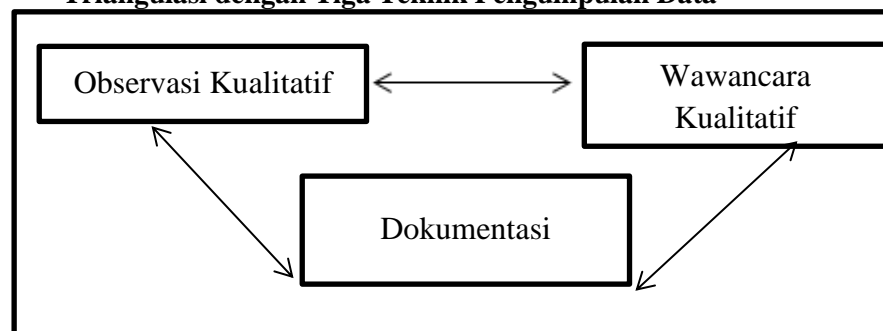 Triangulasi dengan Tiga Teknik Pengumpulan Data
Observasi Kualitatif
Wawancara
Kualitatif
Dokumentasi